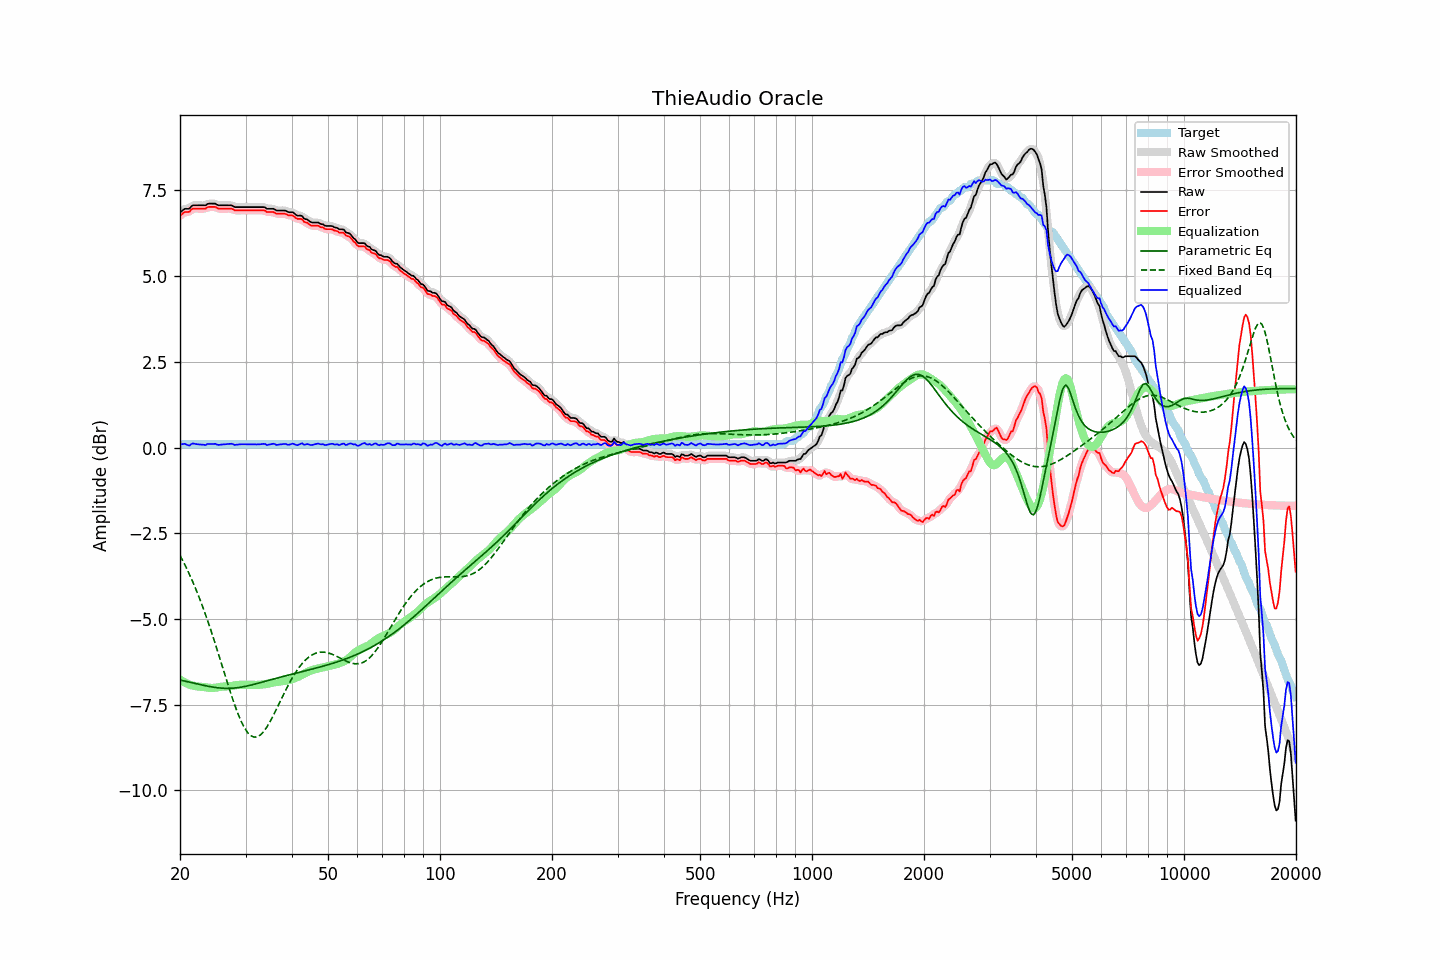 ThieAudio Oracle
Target
Raw Smoothed
Error Smoothed
Raw
Error
Equalization
Parametric Eq
Fixed Band Eq
Equalized
Amplitude (dBr)
7.5
5.0
2.5
0.0
−2.5
−5.0
−7.5
−10.0
20
50
100
200
500
1000
2000
5000
10000
20000
Frequency (Hz)